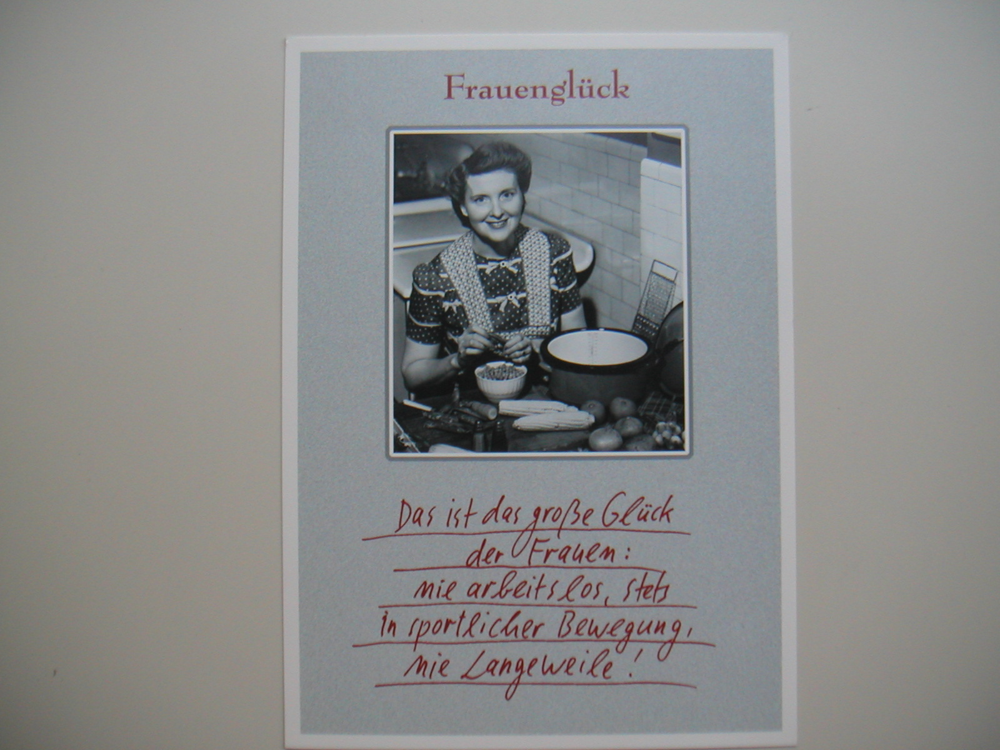 Frauenglück
Das ist das große Glück
der Frauen:
nie arbeitslos, stets
in sportlicher Bewegung,
nie Langeweile!